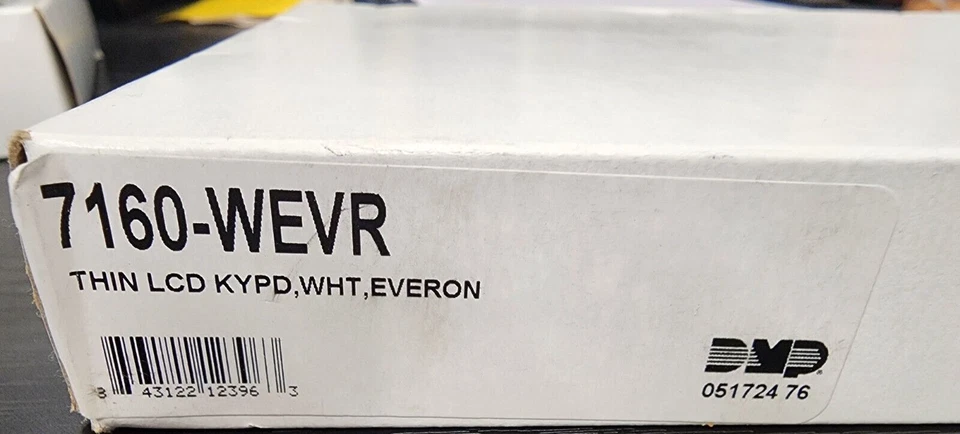 7160-WEVR
THIN LCD KYPD,WHT,EVERON
8 43122 12396 3
DMP
051724 76